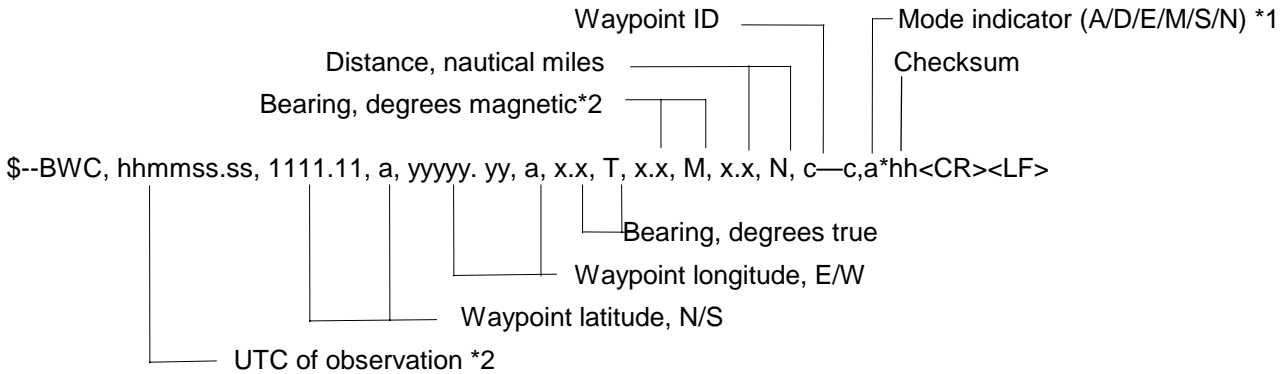 Waypoint ID
Mode indicator (A/D/E/M/S/N) *1
Distance, nautical miles
Checksum
Bearing, degrees magnetic*2
$--BWC, hhmmss.ss, 1111.11, a, yyyyy. yy, a, x.x, T, x.x, M, x.x, N, c—c,a*hh<CR><LF>
Bearing, degrees true
Waypoint longitude, E/W
Waypoint latitude, N/S
UTC of observation *2